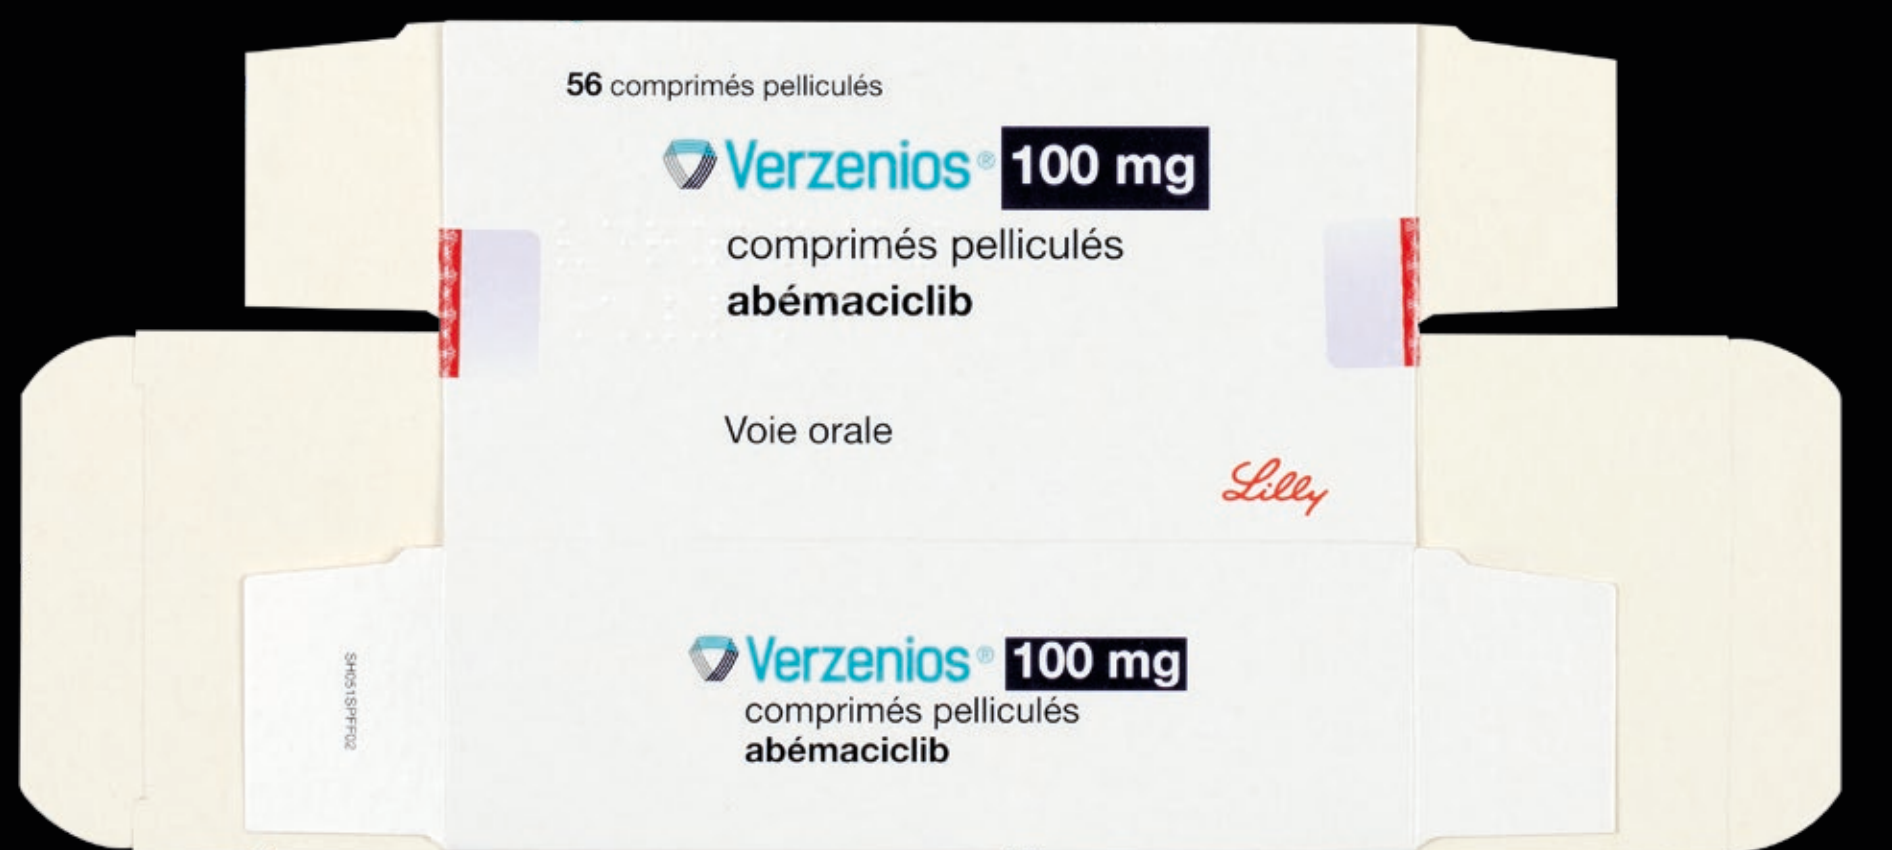 56 comprimés pelliculés
Verzenios® 100 mg
comprimés pelliculés
abémaciclib
Voie orale
Lilly
Verzenios® 100 mg
comprimés pelliculés
abémaciclib
SH051SPFF02